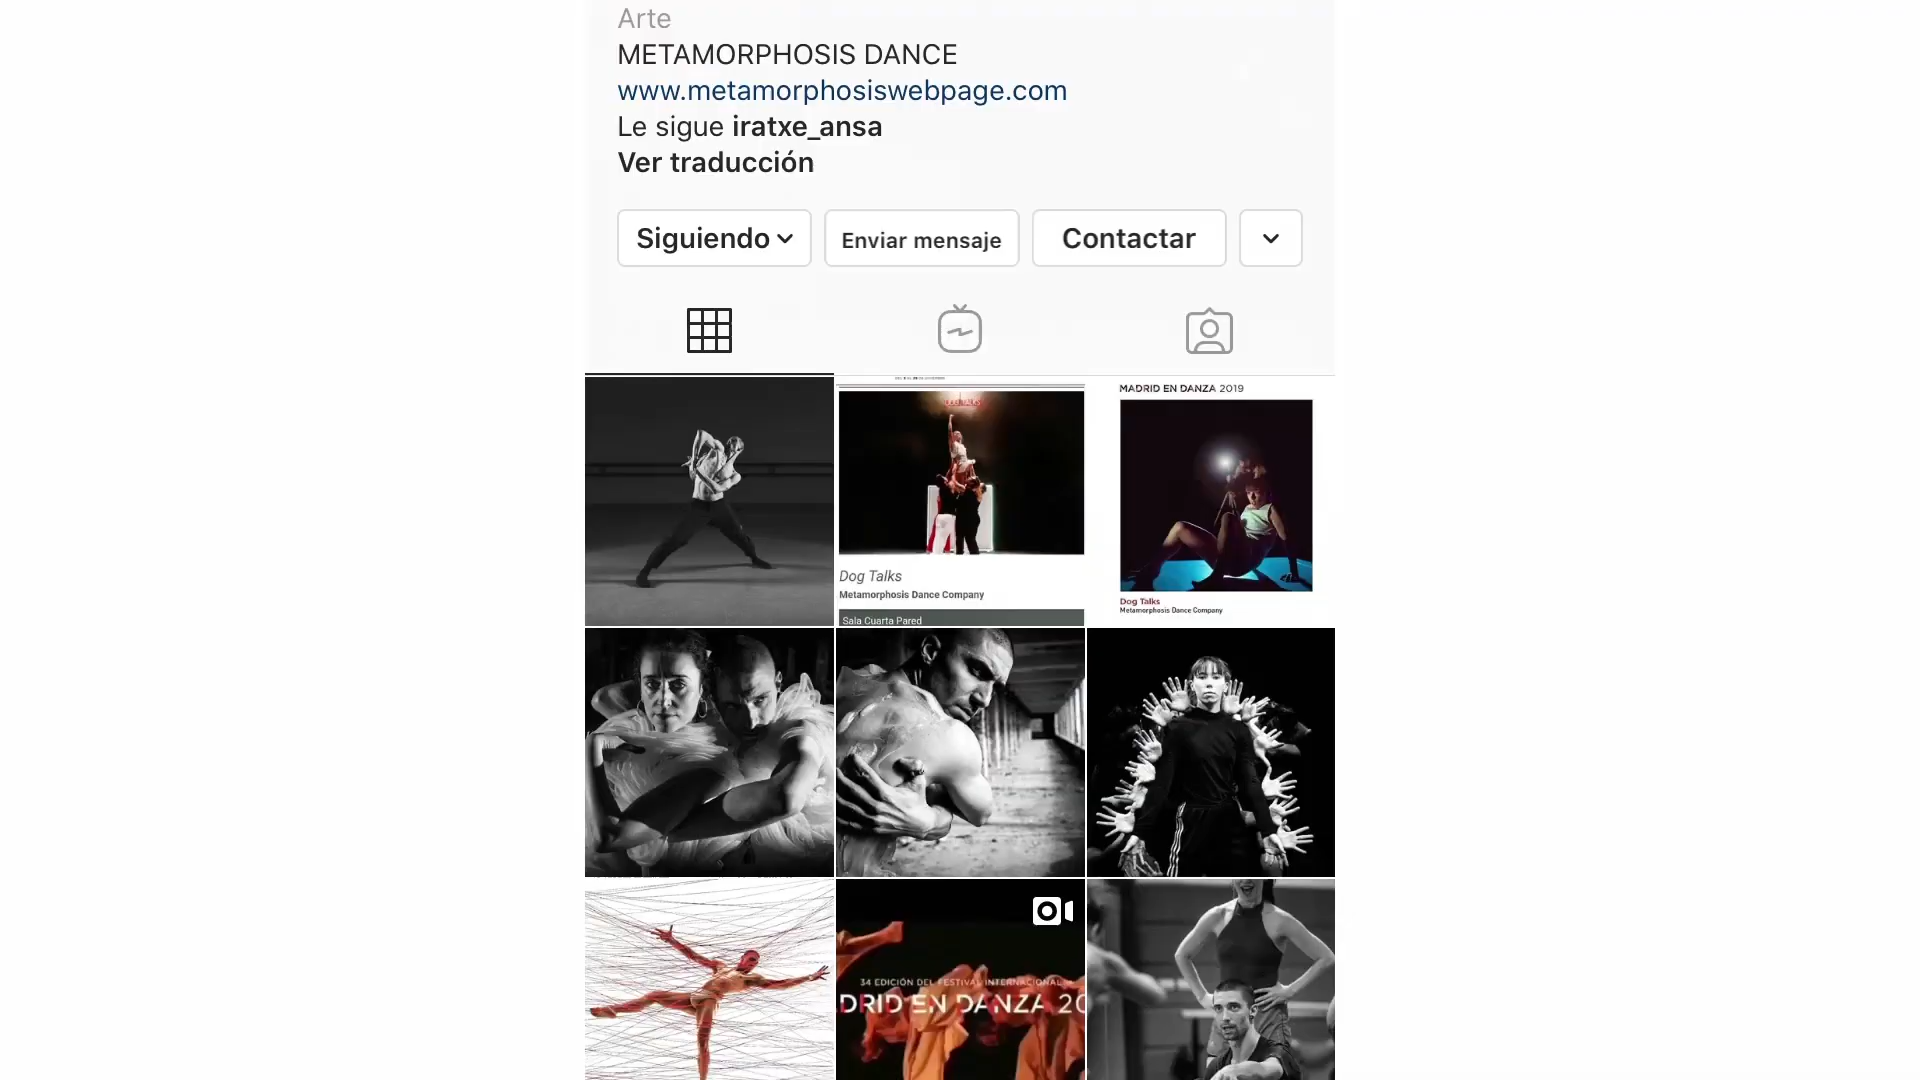 Arte
METAMORPHOSIS DANCE
www.metamorphosiswebpage.com
Le sigue iratxe_ansa
Ver traducción
Siguiendo
Enviar mensaje
Contactar
MADRID EN DANZA 2019
Dog Talks
Metamorphosis Dance Company
Sala Cuarta Pared
Dog Talks
Metamorphosis Dance Company
34 EDICIÓN DEL FESTIVAL INTERNACIONAL
DRID EN DANZA 20